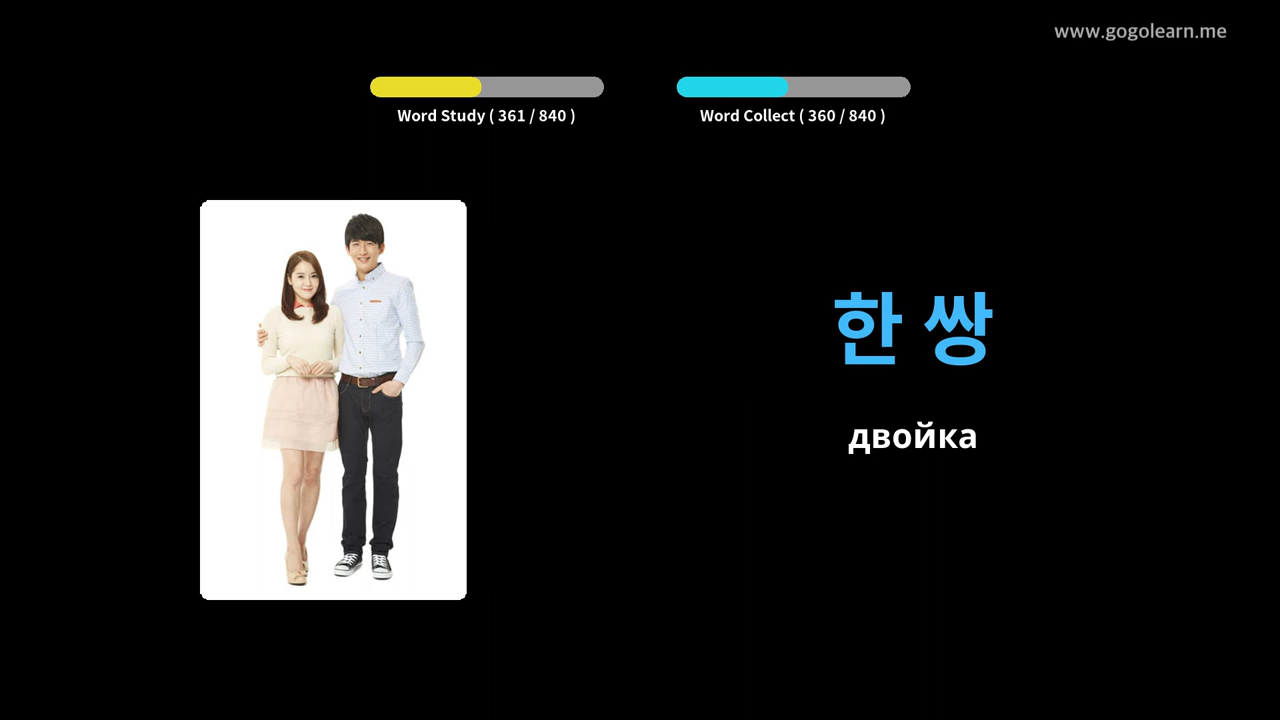 www.gogolearn.me
Word Study ( 361 / 840 )
Word Collect ( 360 / 840 )
한 쌍
двойка